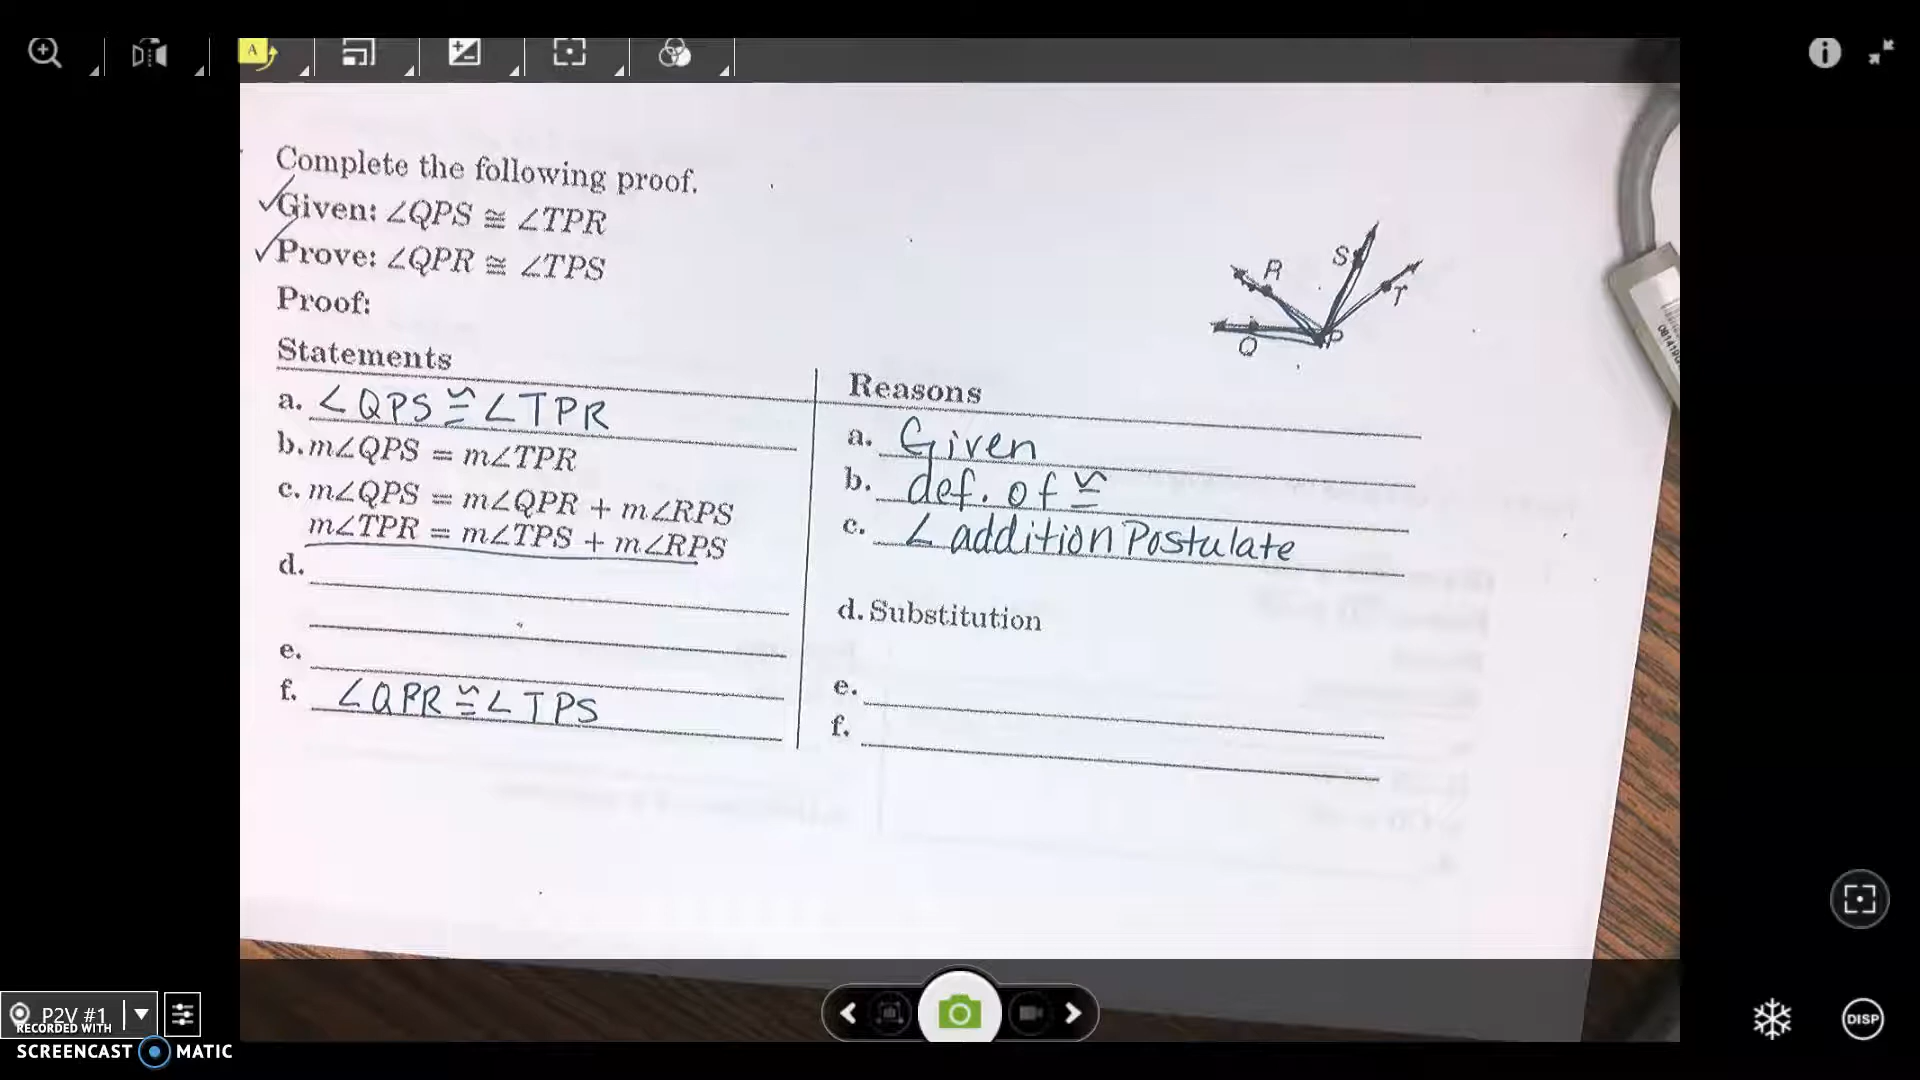 A
Complete the following proof.
Given: ∠QPS ≅ ∠TPR
Prove: ∠QPR ≅ ∠TPS
Proof:
R
S
T
Q
P
Statements
Reasons
a. ∠QPS ≅ ∠TPR
a. Given
b. m∠QPS = m∠TPR
b. def. of ≅
c. m∠QPS = m∠QPR + m∠RPS
m∠TPR = m∠TPS + m∠RPS
c. ∠ addition Postulate
d.
d. Substitution
e.
e.
f. ∠QPR ≅ ∠TPS
f.
DISP
P2V #1
RECORDED WITH
SCREENCAST MATIC